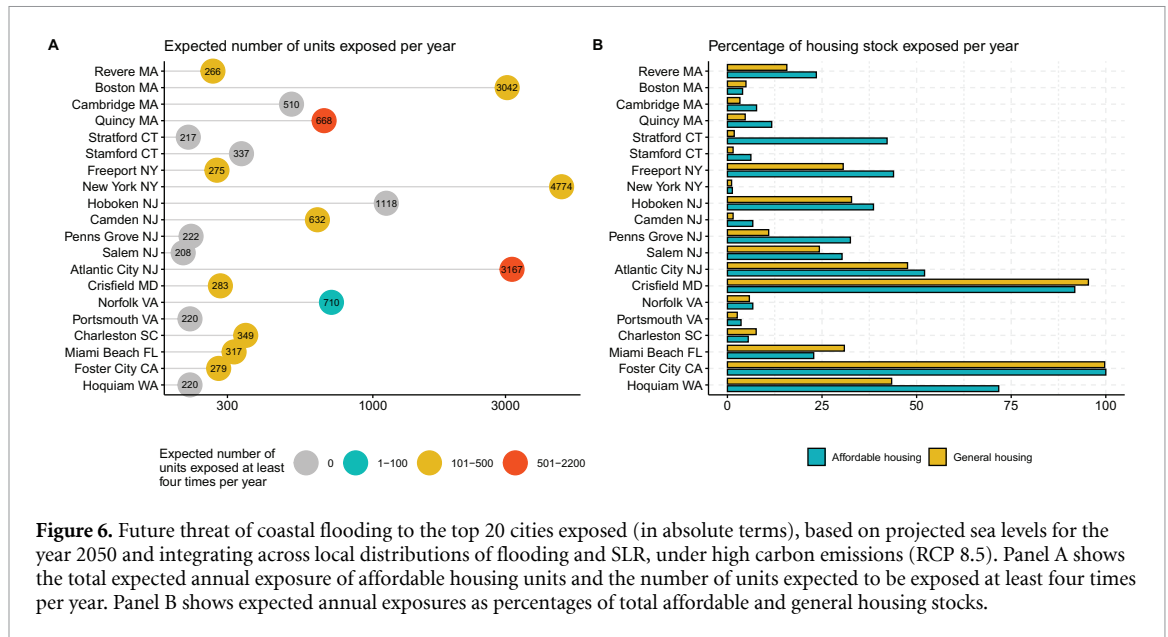 A
Expected number of units exposed per year
Revere MA
266
Boston MA
3042
Cambridge MA
510
Quincy MA
668
Stratford CT
217
Stamford CT
337
Freeport NY
275
New York NY
4774
Hoboken NJ
1118
Camden NJ
632
Penns Grove NJ
222
Salem NJ
208
Atlantic City NJ
3167
Crisfield MD
283
Norfolk VA
710
Portsmouth VA
220
Charleston SC
349
Miami Beach FL
317
Foster City CA
279
Hoquiam WA
220
300 1000 3000
Expected number of
units exposed at least
four times per year
0 1−100 101−500 501−2200
B
Percentage of housing stock exposed per year
Revere MA
Boston MA
Cambridge MA
Quincy MA
Stratford CT
Stamford CT
Freeport NY
New York NY
Hoboken NJ
Camden NJ
Penns Grove NJ
Salem NJ
Atlantic City NJ
Crisfield MD
Norfolk VA
Portsmouth VA
Charleston SC
Miami Beach FL
Foster City CA
Hoquiam WA
0 25 50 75 100
Affordable housing General housing
Figure 6. Future threat of coastal flooding to the top 20 cities exposed (in absolute terms), based on projected sea levels for the
year 2050 and integrating across local distributions of flooding and SLR, under high carbon emissions (RCP 8.5). Panel A shows
the total expected annual exposure of affordable housing units and the number of units expected to be exposed at least four times
per year. Panel B shows expected annual exposures as percentages of total affordable and general housing stocks.